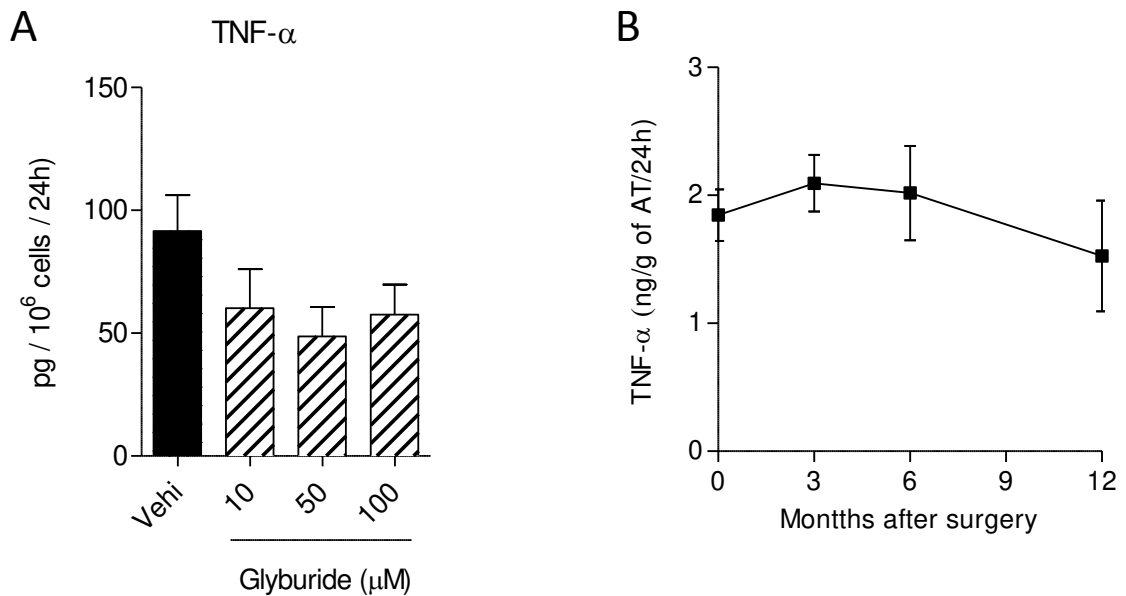 A
TNF-α
pg / 10⁶ cells / 24h)
150
100
50
0
Vehi
10
50
100
Glyburide (μM)
B
TNF-α (ng/g of AT/24h)
3
2
1
0
0 3 6 9 12
Montths after surgery